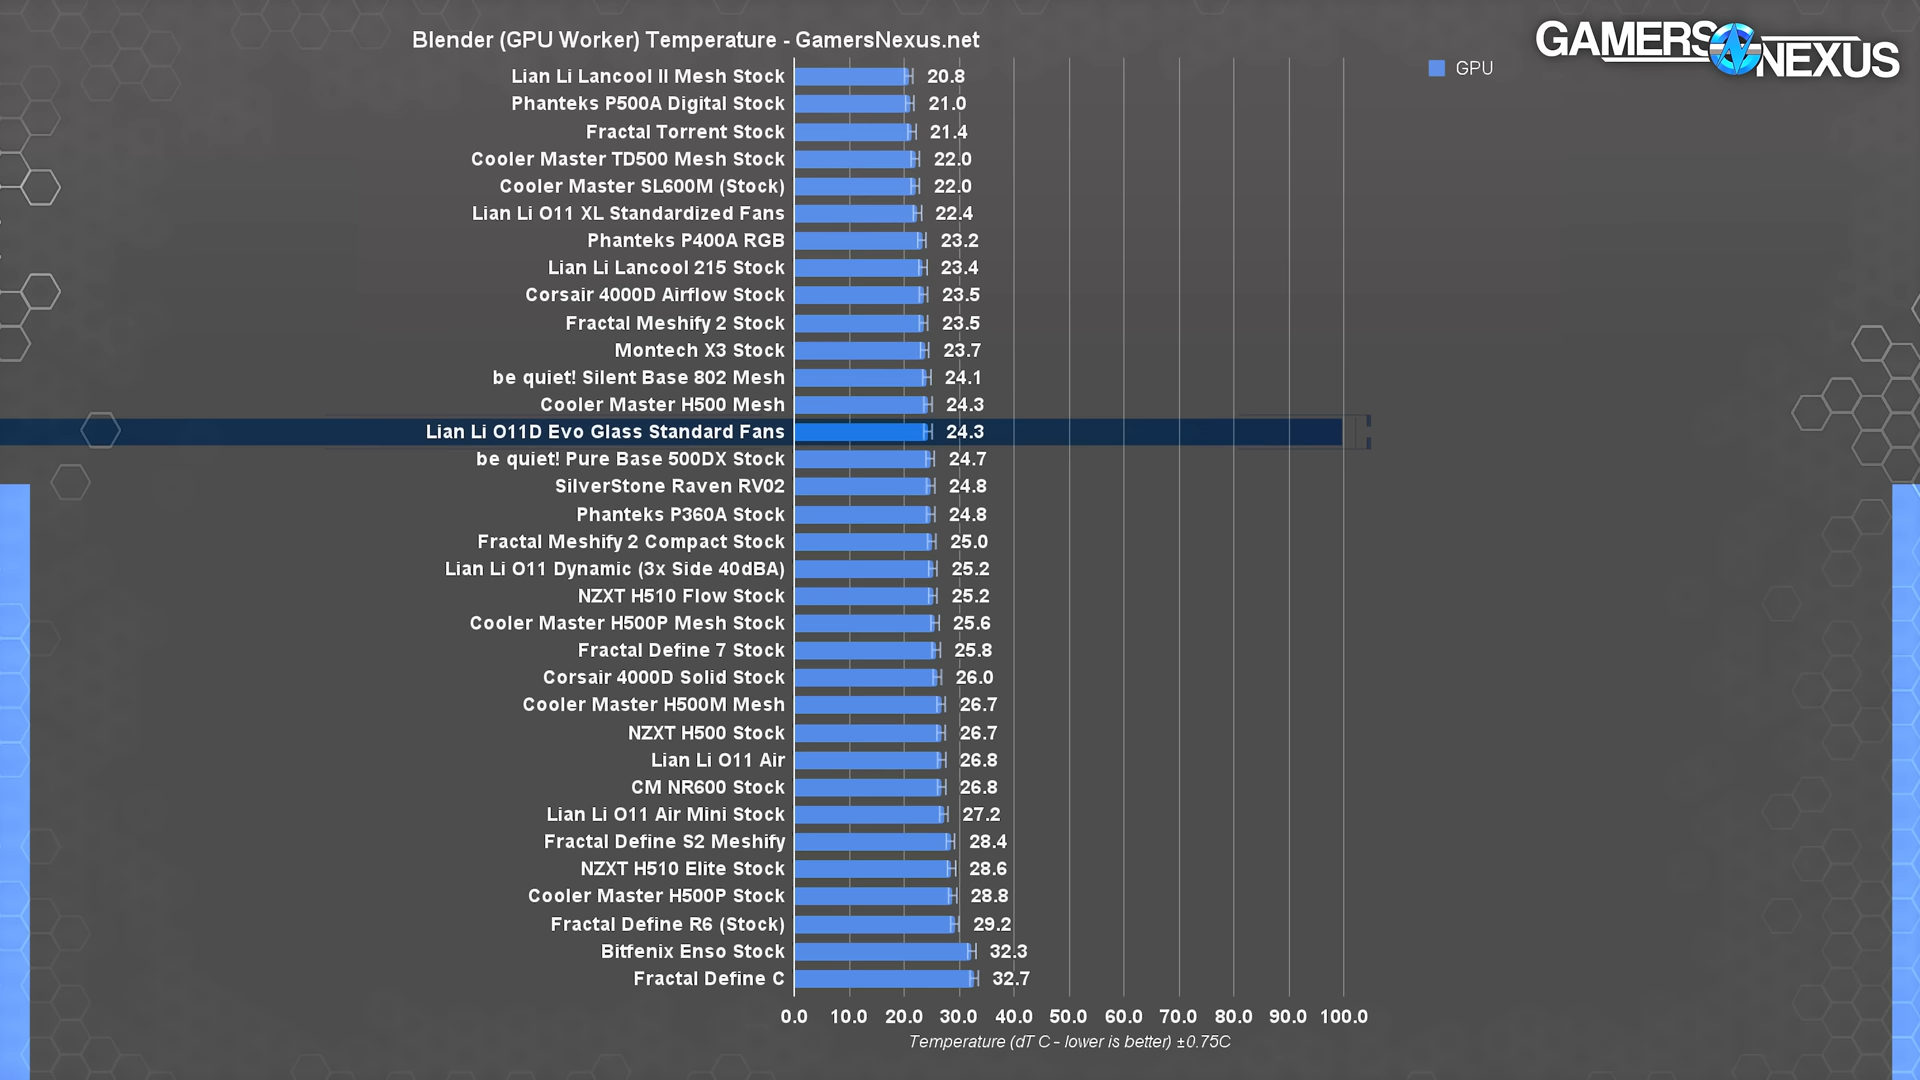 Blender (GPU Worker) Temperature - GamersNexus.net
GAMERS NEXUS
GPU
Lian Li Lancool II Mesh Stock 20.8
Phanteks P500A Digital Stock 21.0
Fractal Torrent Stock 21.4
Cooler Master TD500 Mesh Stock 22.0
Cooler Master SL600M (Stock) 22.0
Lian Li O11 XL Standardized Fans 22.4
Phanteks P400A RGB 23.2
Lian Li Lancool 215 Stock 23.4
Corsair 4000D Airflow Stock 23.5
Fractal Meshify 2 Stock 23.5
Montech X3 Stock 23.7
be quiet! Silent Base 802 Mesh 24.1
Cooler Master H500 Mesh 24.3
Lian Li O11D Evo Glass Standard Fans 24.3
be quiet! Pure Base 500DX Stock 24.7
SilverStone Raven RV02 24.8
Phanteks P360A Stock 24.8
Fractal Meshify 2 Compact Stock 25.0
Lian Li O11 Dynamic (3x Side 40dBA) 25.2
NZXT H510 Flow Stock 25.2
Cooler Master H500P Mesh Stock 25.6
Fractal Define 7 Stock 25.8
Corsair 4000D Solid Stock 26.0
Cooler Master H500M Mesh 26.7
NZXT H500 Stock 26.7
Lian Li O11 Air 26.8
CM NR600 Stock 26.8
Lian Li O11 Air Mini Stock 27.2
Fractal Define S2 Meshify 28.4
NZXT H510 Elite Stock 28.6
Cooler Master H500P Stock 28.8
Fractal Define R6 (Stock) 29.2
Bitfenix Enso Stock 32.3
Fractal Define C 32.7
0.0 10.0 20.0 30.0 40.0 50.0 60.0 70.0 80.0 90.0 100.0
Temperature (dT C - lower is better) ±0.75C